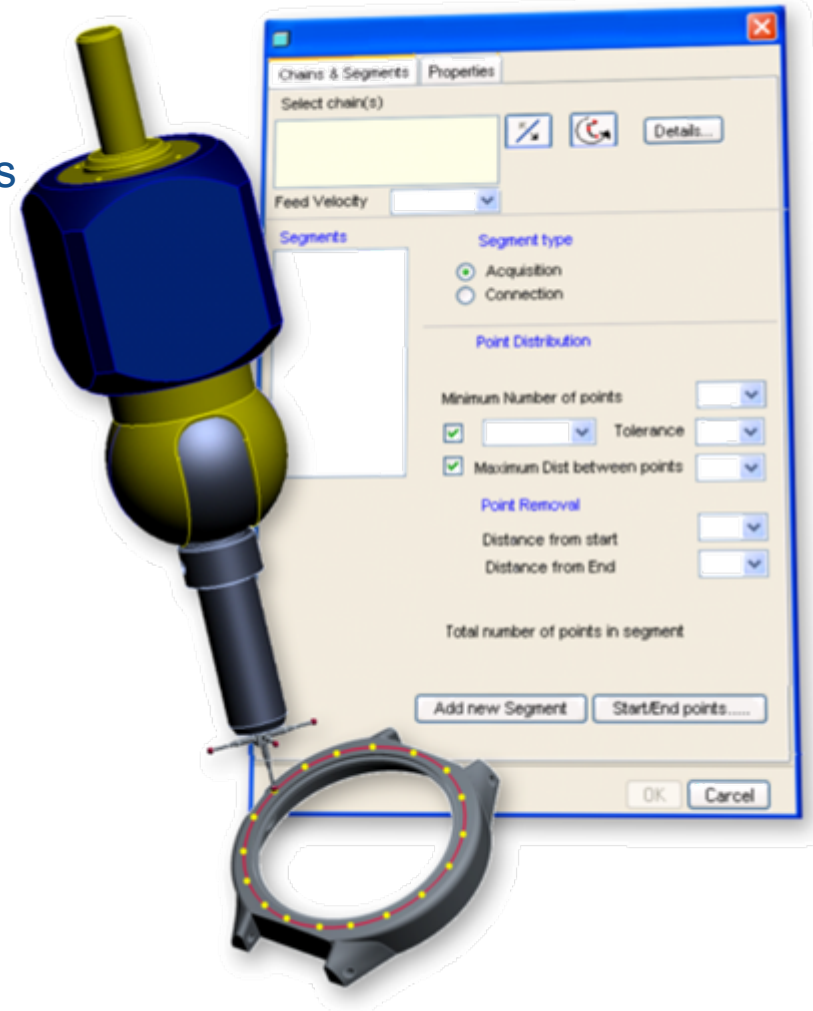 s
Chains & Segments Properties
Select chain(s)
Details...
Feed Velocity
Segments
Segment type
Acquisition
Connection
Point Distribution
Minimum Number of points
Tolerance
Maximum Dist between points
Point Removal
Distance from start
Distance from End
Total number of points in segment
Add new Segment Start/End points.....
OK Carcel